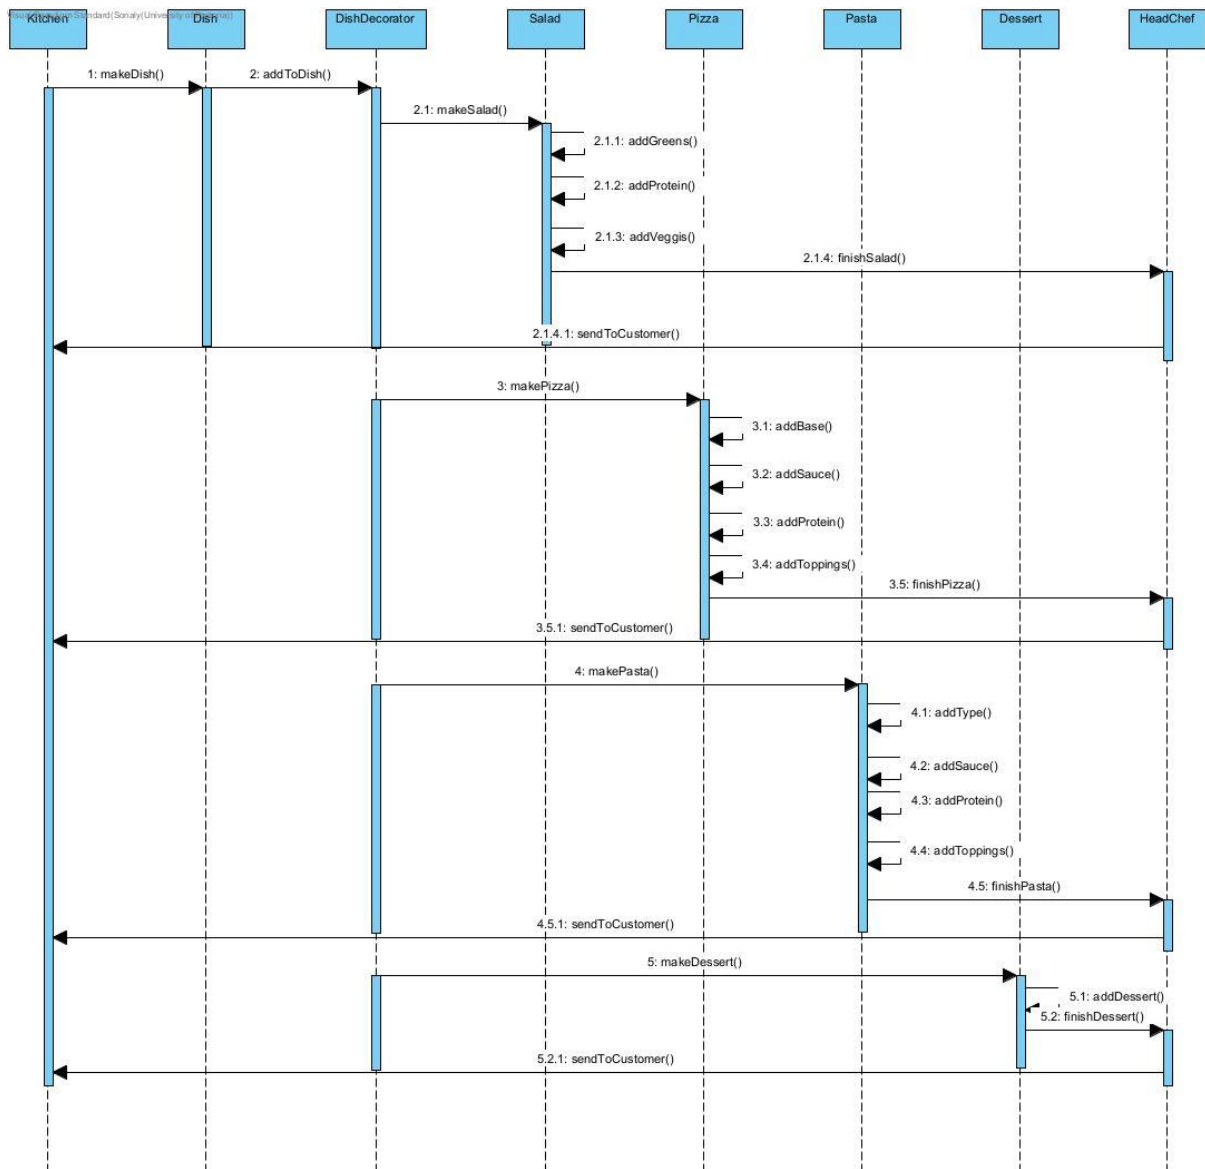 Kitchen
Dish
DishDecorator
Salad
Pizza
Pasta
Dessert
HeadChef
1: makeDish()
2: addToDish()
2.1: makeSalad()
2.1.1: addGreens()
2.1.2: addProtein()
2.1.3: addVeggis()
2.1.4: finishSalad()
2.1.4.1: sendToCustomer()
3: makePizza()
3.1: addBase()
3.2: addSauce()
3.3: addProtein()
3.4: addToppings()
3.5: finishPizza()
3.5.1: sendToCustomer()
4: makePasta()
4.1: addType()
4.2: addSauce()
4.3: addProtein()
4.4: addToppings()
4.5: finishPasta()
4.5.1: sendToCustomer()
5: makeDessert()
5.1: addDessert()
5.2: finishDessert()
5.2.1: sendToCustomer()